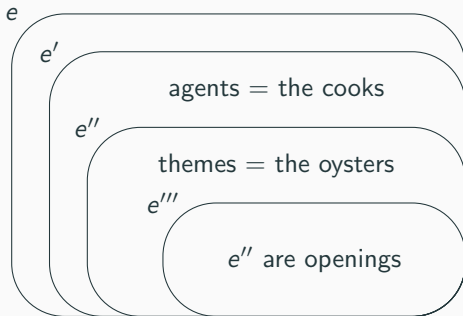 e
e′
agents = the cooks
e″
themes = the oysters
e‴
e″ are openings